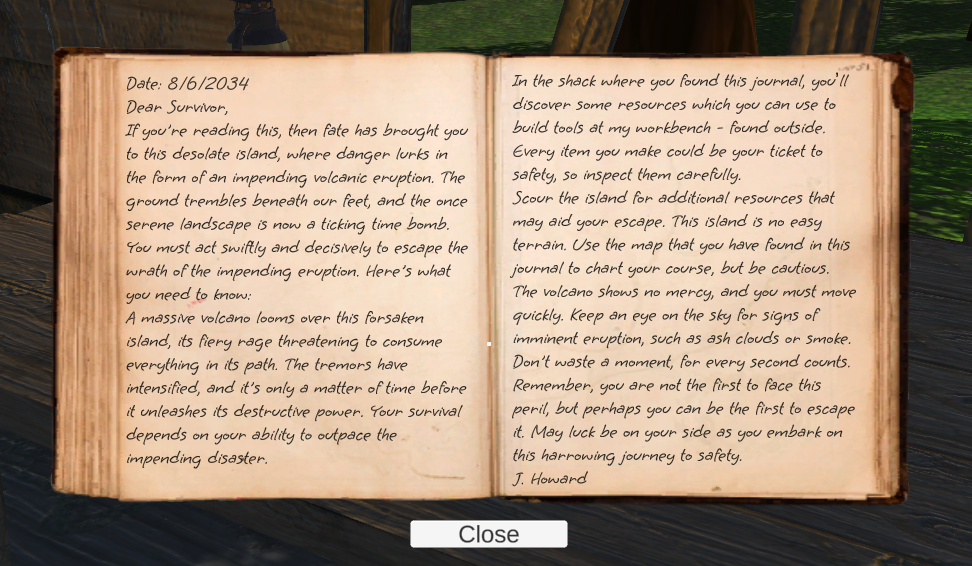 Date: 8/6/2034
Dear Survivor,
If you're reading this, then fate has brought you
to this desolate island, where danger lurks in
the form of an impending volcanic eruption. The
ground trembles beneath our feet, and the once
serene landscape is now a ticking time bomb.
You must act swiftly and decisively to escape the
wrath of the impending eruption. Here's what
you need to know:
A massive volcano looms over this forsaken
island, its fiery rage threatening to consume
everything in its path. The tremors have
intensified, and it's only a matter of time before
it unleashes its destructive power. Your survival
depends on your ability to outpace the
impending disaster.
In the shack where you found this journal, you'll
discover some resources which you can use to
build tools at my workbench - found outside.
Every item you make could be your ticket to
safety, so inspect them carefully.
Scour the island for additional resources that
may aid your escape. This island is no easy
terrain. Use the map that you have found in this
journal to chart your course, but be cautious.
The volcano shows no mercy, and you must move
quickly. Keep an eye on the sky for signs of
imminent eruption, such as ash clouds or smoke.
Don't waste a moment, for every second counts.
Remember, you are not the first to face this
peril, but perhaps you can be the first to escape
it. May luck be on your side as you embark on
this harrowing journey to safety.
J. Howard
Close